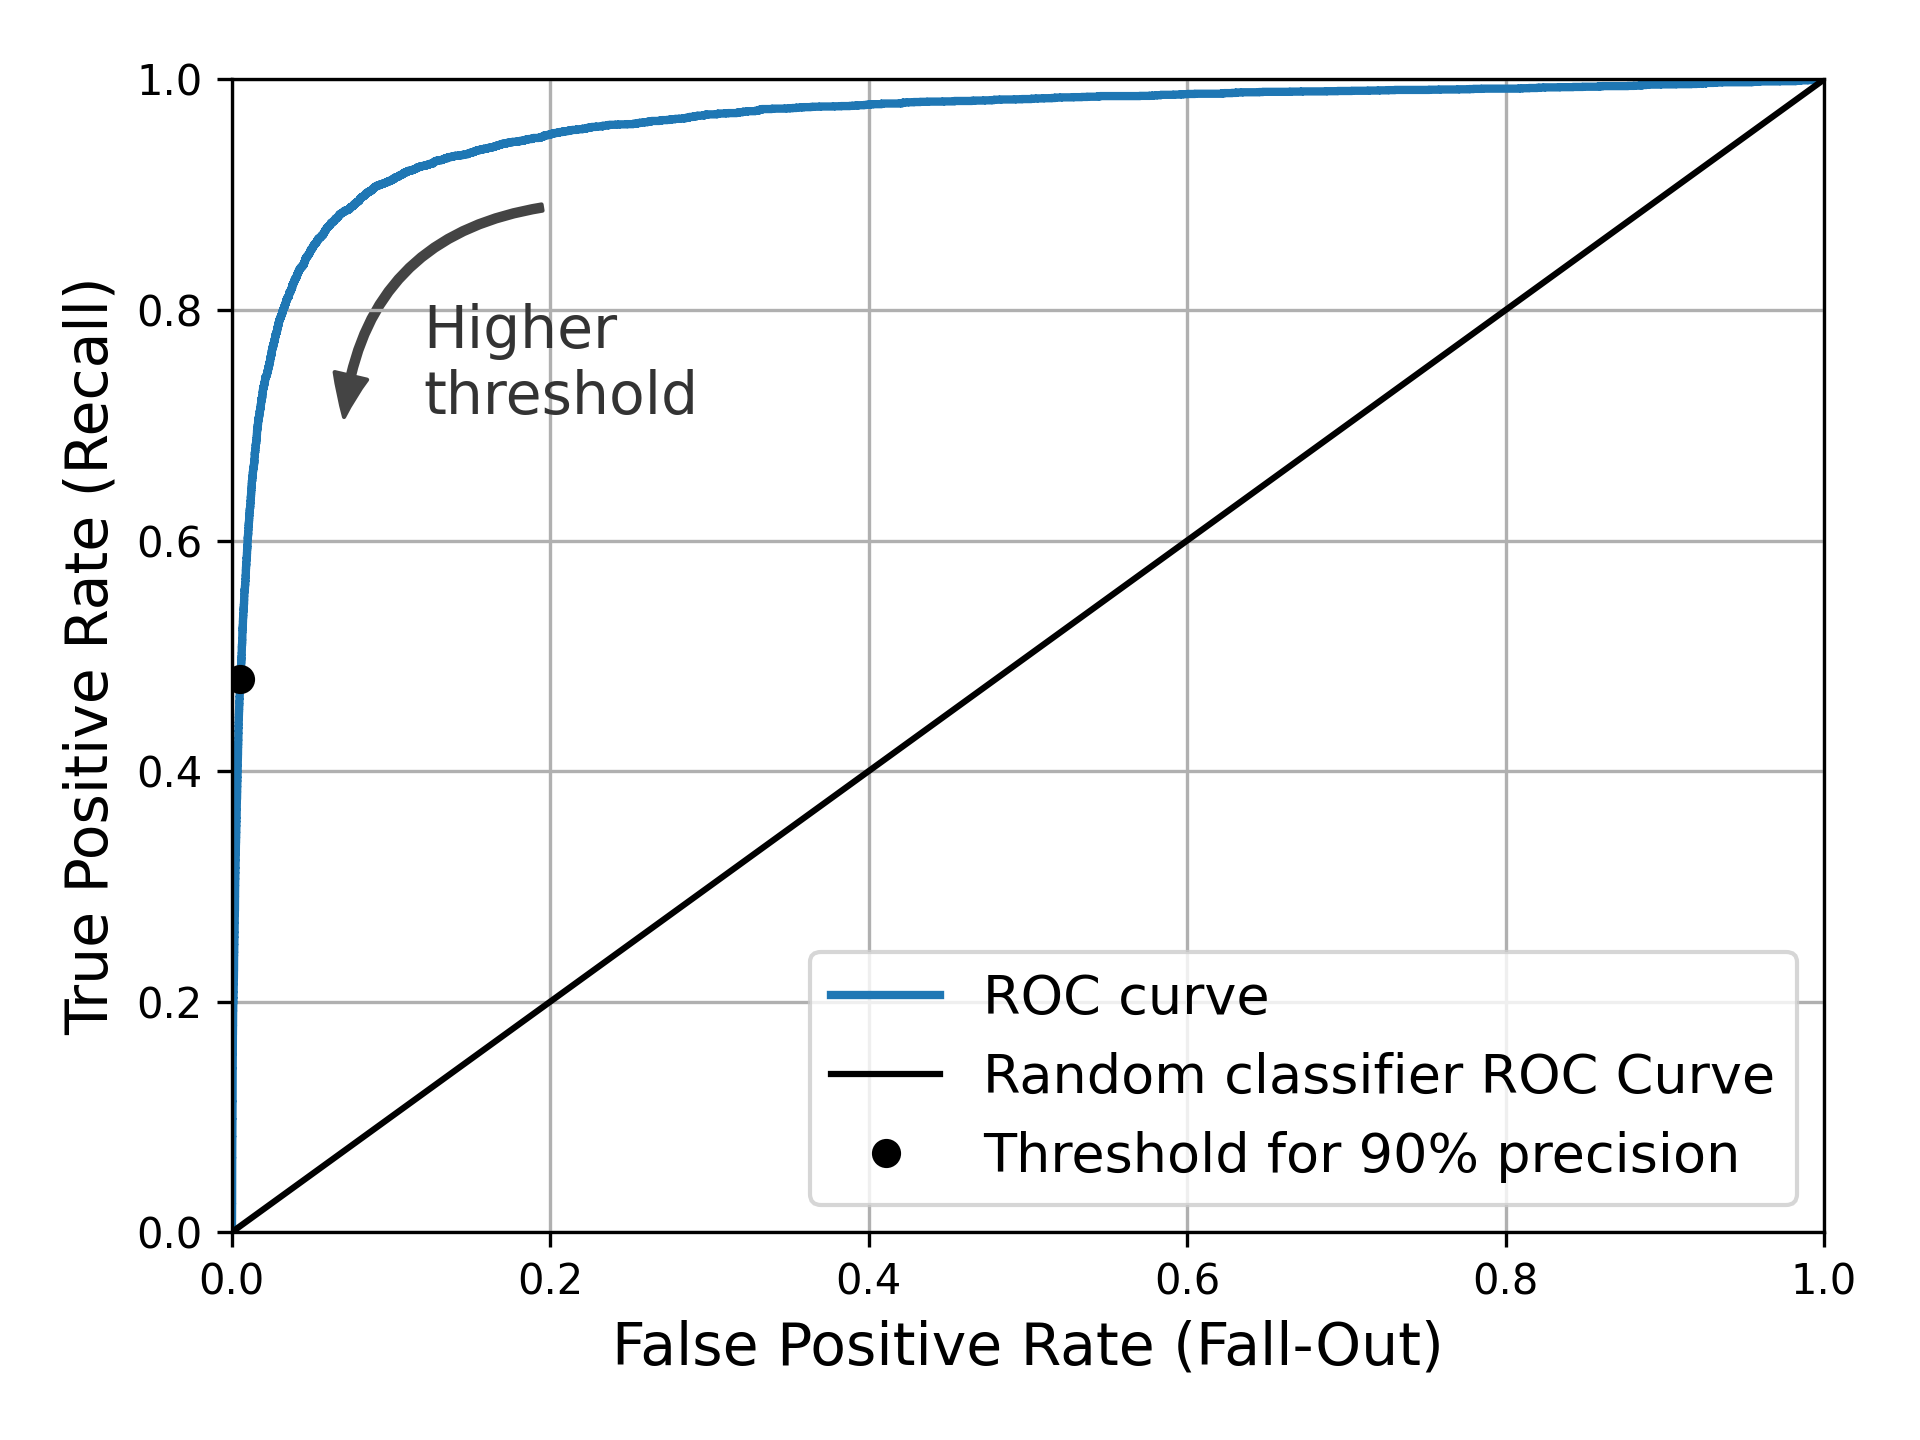 1.0
0.8
0.6
0.4
0.2
0.0
True Positive Rate (Recall)
Higher
threshold
ROC curve
Random classifier ROC Curve
Threshold for 90% precision
0.0 0.2 0.4 0.6 0.8 1.0
False Positive Rate (Fall-Out)